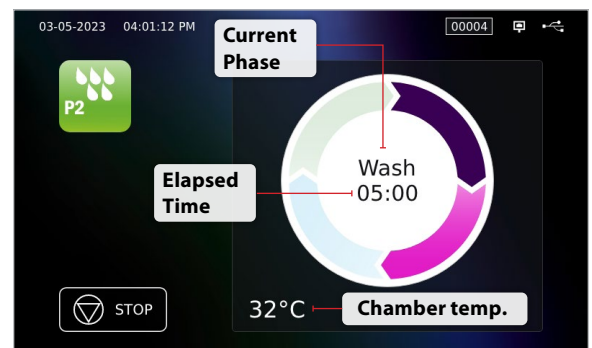 03-05-2023 04:01:12 PM
00004
Current
Phase
P2
Wash
05:00
Elapsed
Time
STOP
32°C
Chamber temp.